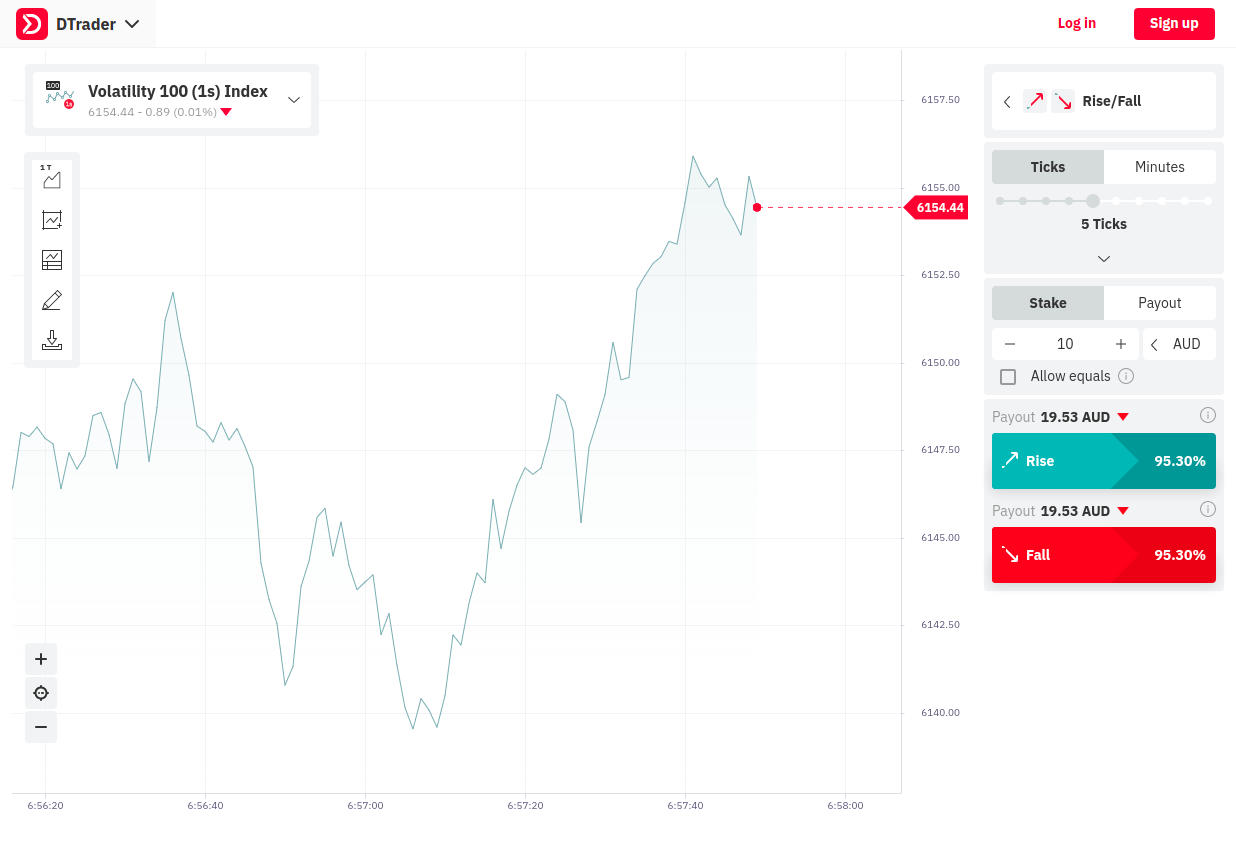 DTrader
Log in
Sign up
100
1s
Volatility 100 (1s) Index
6154.44 - 0.89 (0.01%)
1 T
6157.50
6155.00
6154.44
6152.50
6150.00
6147.50
6145.00
6142.50
6140.00
6:56:20
6:56:40
6:57:00
6:57:20
6:57:40
6:58:00
Rise/Fall
Ticks
Minutes
5 Ticks
Stake
Payout
10
AUD
Allow equals
Payout 19.53 AUD
Rise
95.30%
Payout 19.53 AUD
Fall
95.30%